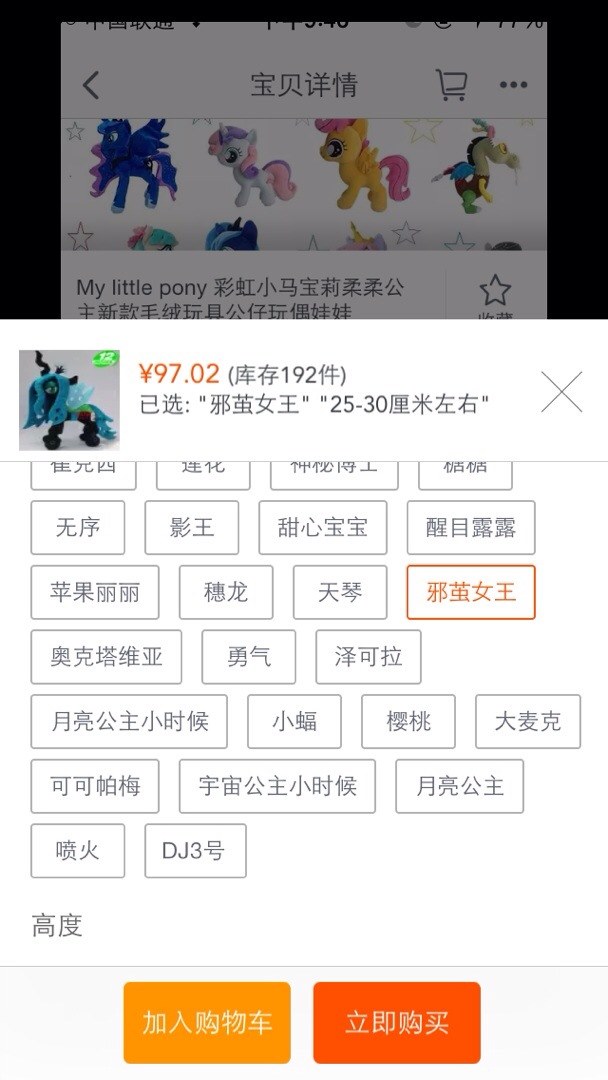 中国联通
下午5:46
77%
宝贝详情
My little pony 彩虹小马宝莉柔柔公
主新款毛绒玩具公仔玩偶娃娃
收藏
12
¥97.02 (库存192件)
已选: "邪茧女王" "25-30厘米左右"
崔克西 莲花 神秘博士 糖糖
无序 影王 甜心宝宝 醒目露露
苹果丽丽 穗龙 天琴 邪茧女王
奥克塔维亚 勇气 泽可拉
月亮公主小时候 小蝠 樱桃 大麦克
可可帕梅 宇宙公主小时候 月亮公主
喷火 DJ3号
高度
加入购物车 立即购买